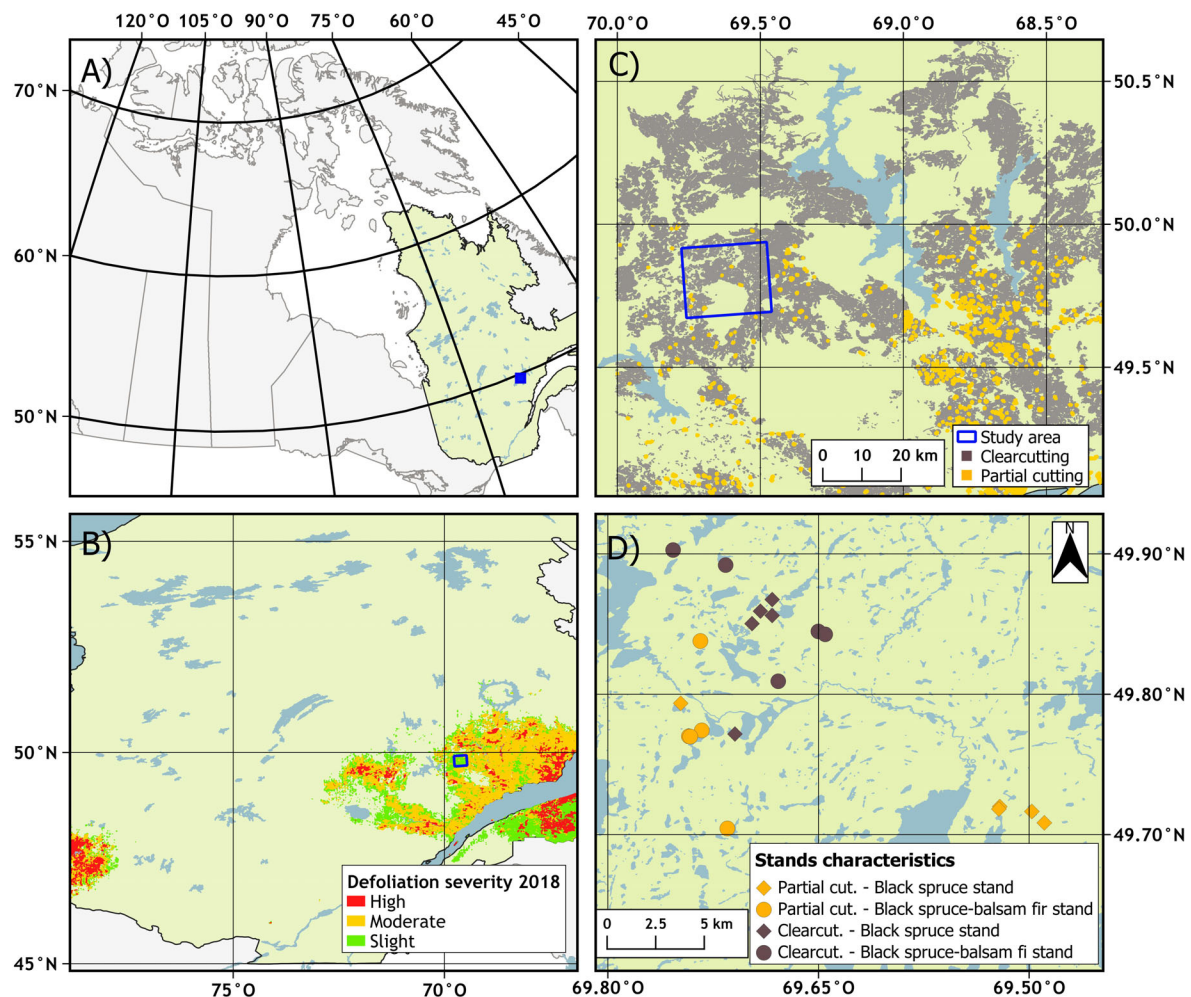 120°O 105°O 90°O 75°O 60°O 45°O
A)
70°N
60°N
50°N
70.0°O 69.5°O 69.0°O 68.5°O
C)
50.5°N
50.0°N
49.5°N
0 10 20 km
Study area
Clearcutting
Partial cutting
B)
55°N
50°N
45°N
Defoliation severity 2018
High
Moderate
Slight
75°O 70°O
D)
N
49.90°N
49.80°N
49.70°N
Stands characteristics
Partial cut. - Black spruce stand
Partial cut. - Black spruce-balsam fir stand
Clearcut. - Black spruce stand
Clearcut. - Black spruce-balsam fi stand
0 2.5 5 km
69.80°O 69.65°O 69.50°O